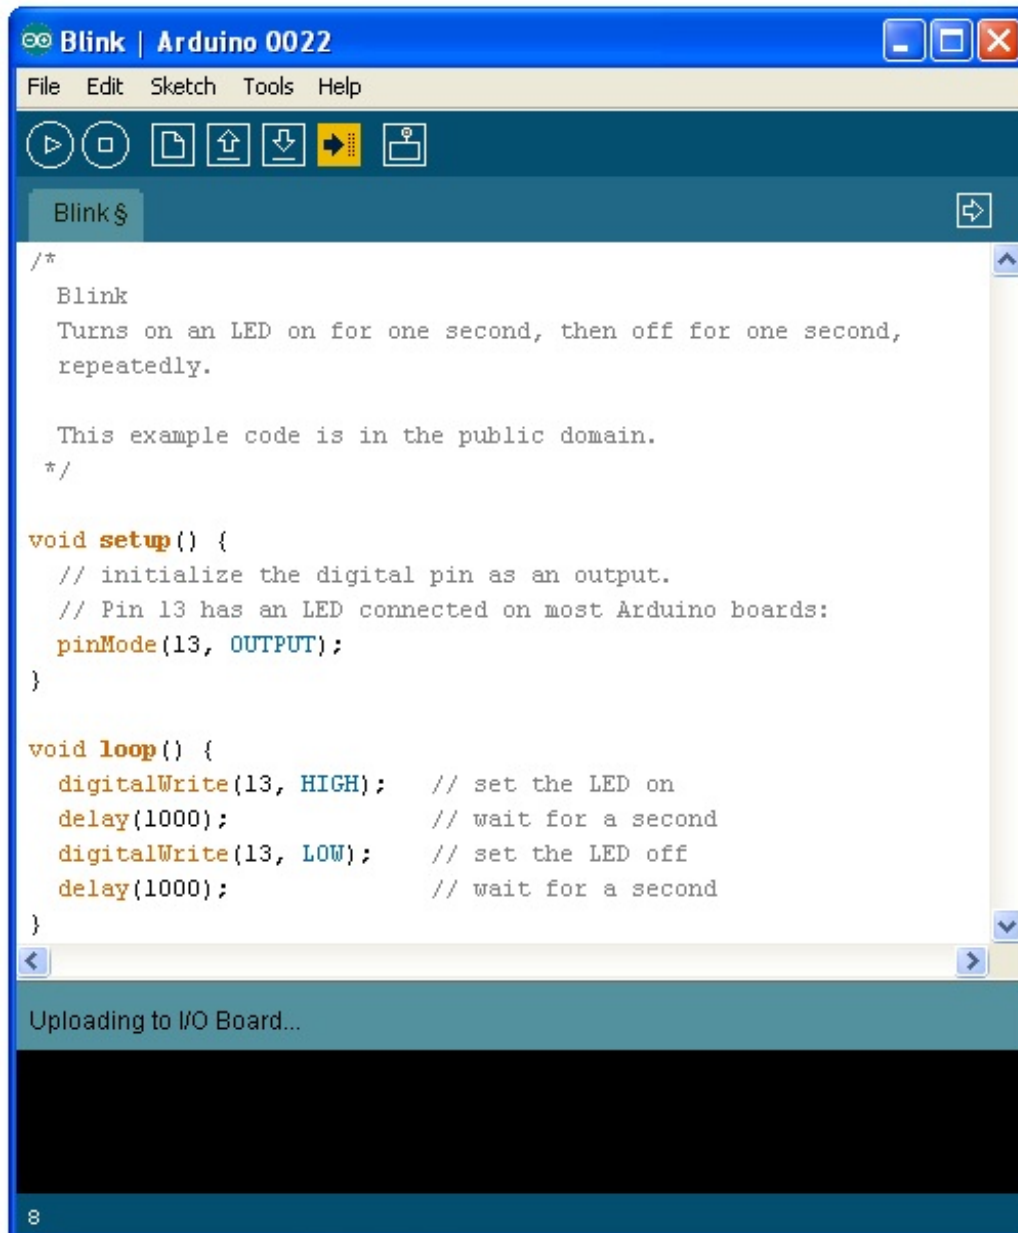 Blink | Arduino 0022
File Edit Sketch Tools Help
Blink §
/*
  Blink
  Turns on an LED on for one second, then off for one second,
  repeatedly.

  This example code is in the public domain.
 */

void setup() {
  // initialize the digital pin as an output.
  // Pin 13 has an LED connected on most Arduino boards:
  pinMode(13, OUTPUT);
}

void loop() {
  digitalWrite(13, HIGH);   // set the LED on
  delay(1000);              // wait for a second
  digitalWrite(13, LOW);    // set the LED off
  delay(1000);              // wait for a second
}
Uploading to I/O Board...
8